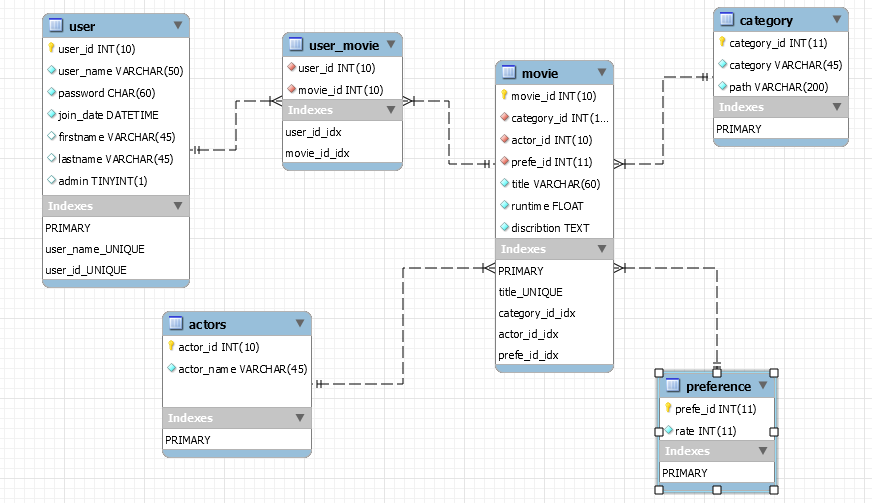 user
user_id INT(10)
user_name VARCHAR(50)
password CHAR(60)
join_date DATETIME
firstname VARCHAR(45)
lastname VARCHAR(45)
admin TINYINT(1)
Indexes
PRIMARY
user_name_UNIQUE
user_id_UNIQUE
user_movie
user_id INT(10)
movie_id INT(10)
Indexes
user_id_idx
movie_id_idx
movie
movie_id INT(10)
category_id INT(1...
actor_id INT(10)
prefe_id INT(11)
title VARCHAR(60)
runtime FLOAT
discribtion TEXT
Indexes
PRIMARY
title_UNIQUE
category_id_idx
actor_id_idx
prefe_id_idx
category
category_id INT(11)
category VARCHAR(45)
path VARCHAR(200)
Indexes
PRIMARY
actors
actor_id INT(10)
actor_name VARCHAR(45)
Indexes
PRIMARY
preference
prefe_id INT(11)
rate INT(11)
Indexes
PRIMARY